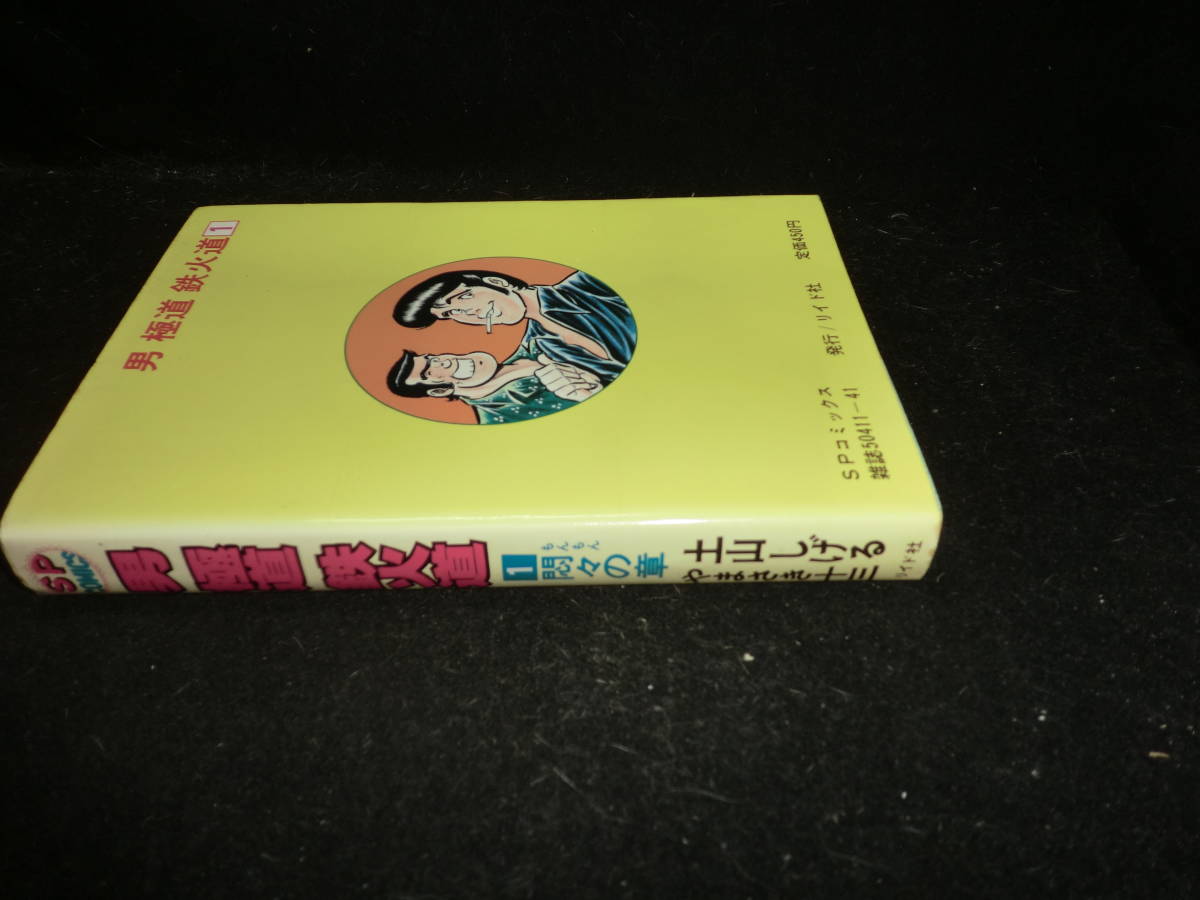 男 極道 鉄火道 1
定価450円
発行/リイド社
SPコミックス
雑誌50411-41
SP
COMICS
男 極道 鉄火道
1
もんもん
悶々の章
土山しげる
やまさき十三
リイド社